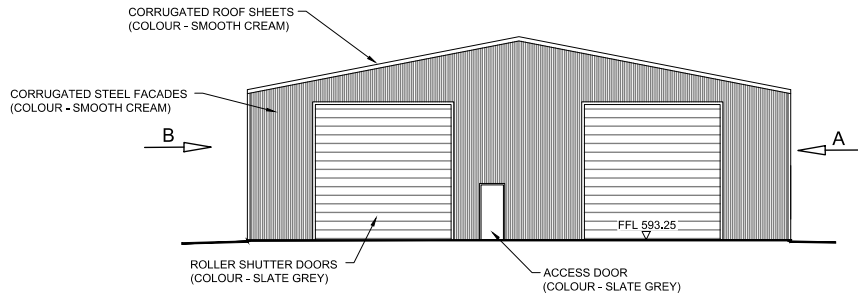 CORRUGATED ROOF SHEETS
(COLOUR - SMOOTH CREAM)
CORRUGATED STEEL FACADES
(COLOUR - SMOOTH CREAM)
B
A
FFL 593.25
ROLLER SHUTTER DOORS
(COLOUR - SLATE GREY)
ACCESS DOOR
(COLOUR - SLATE GREY)